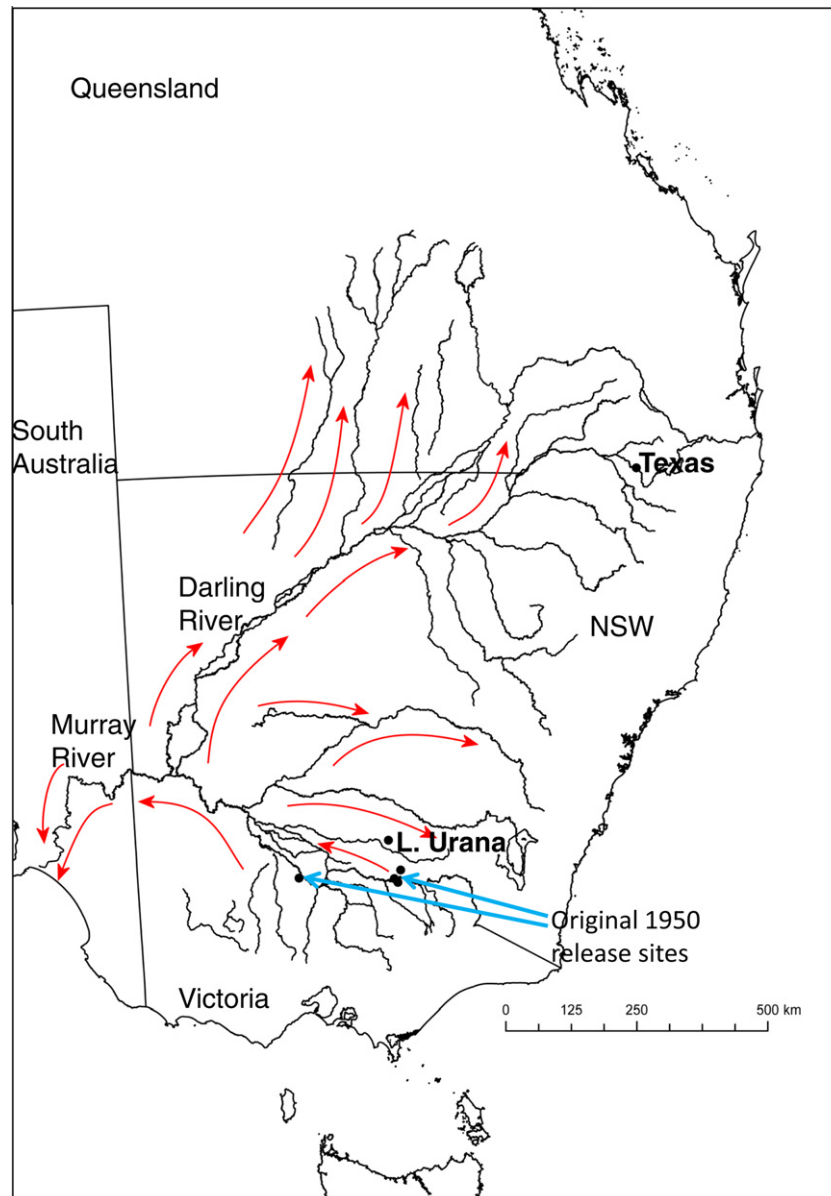 Queensland
South
Australia
Texas
Darling
River
NSW
Murray
River
L. Urana
Original 1950
release sites
Victoria
0 125 250 500 km